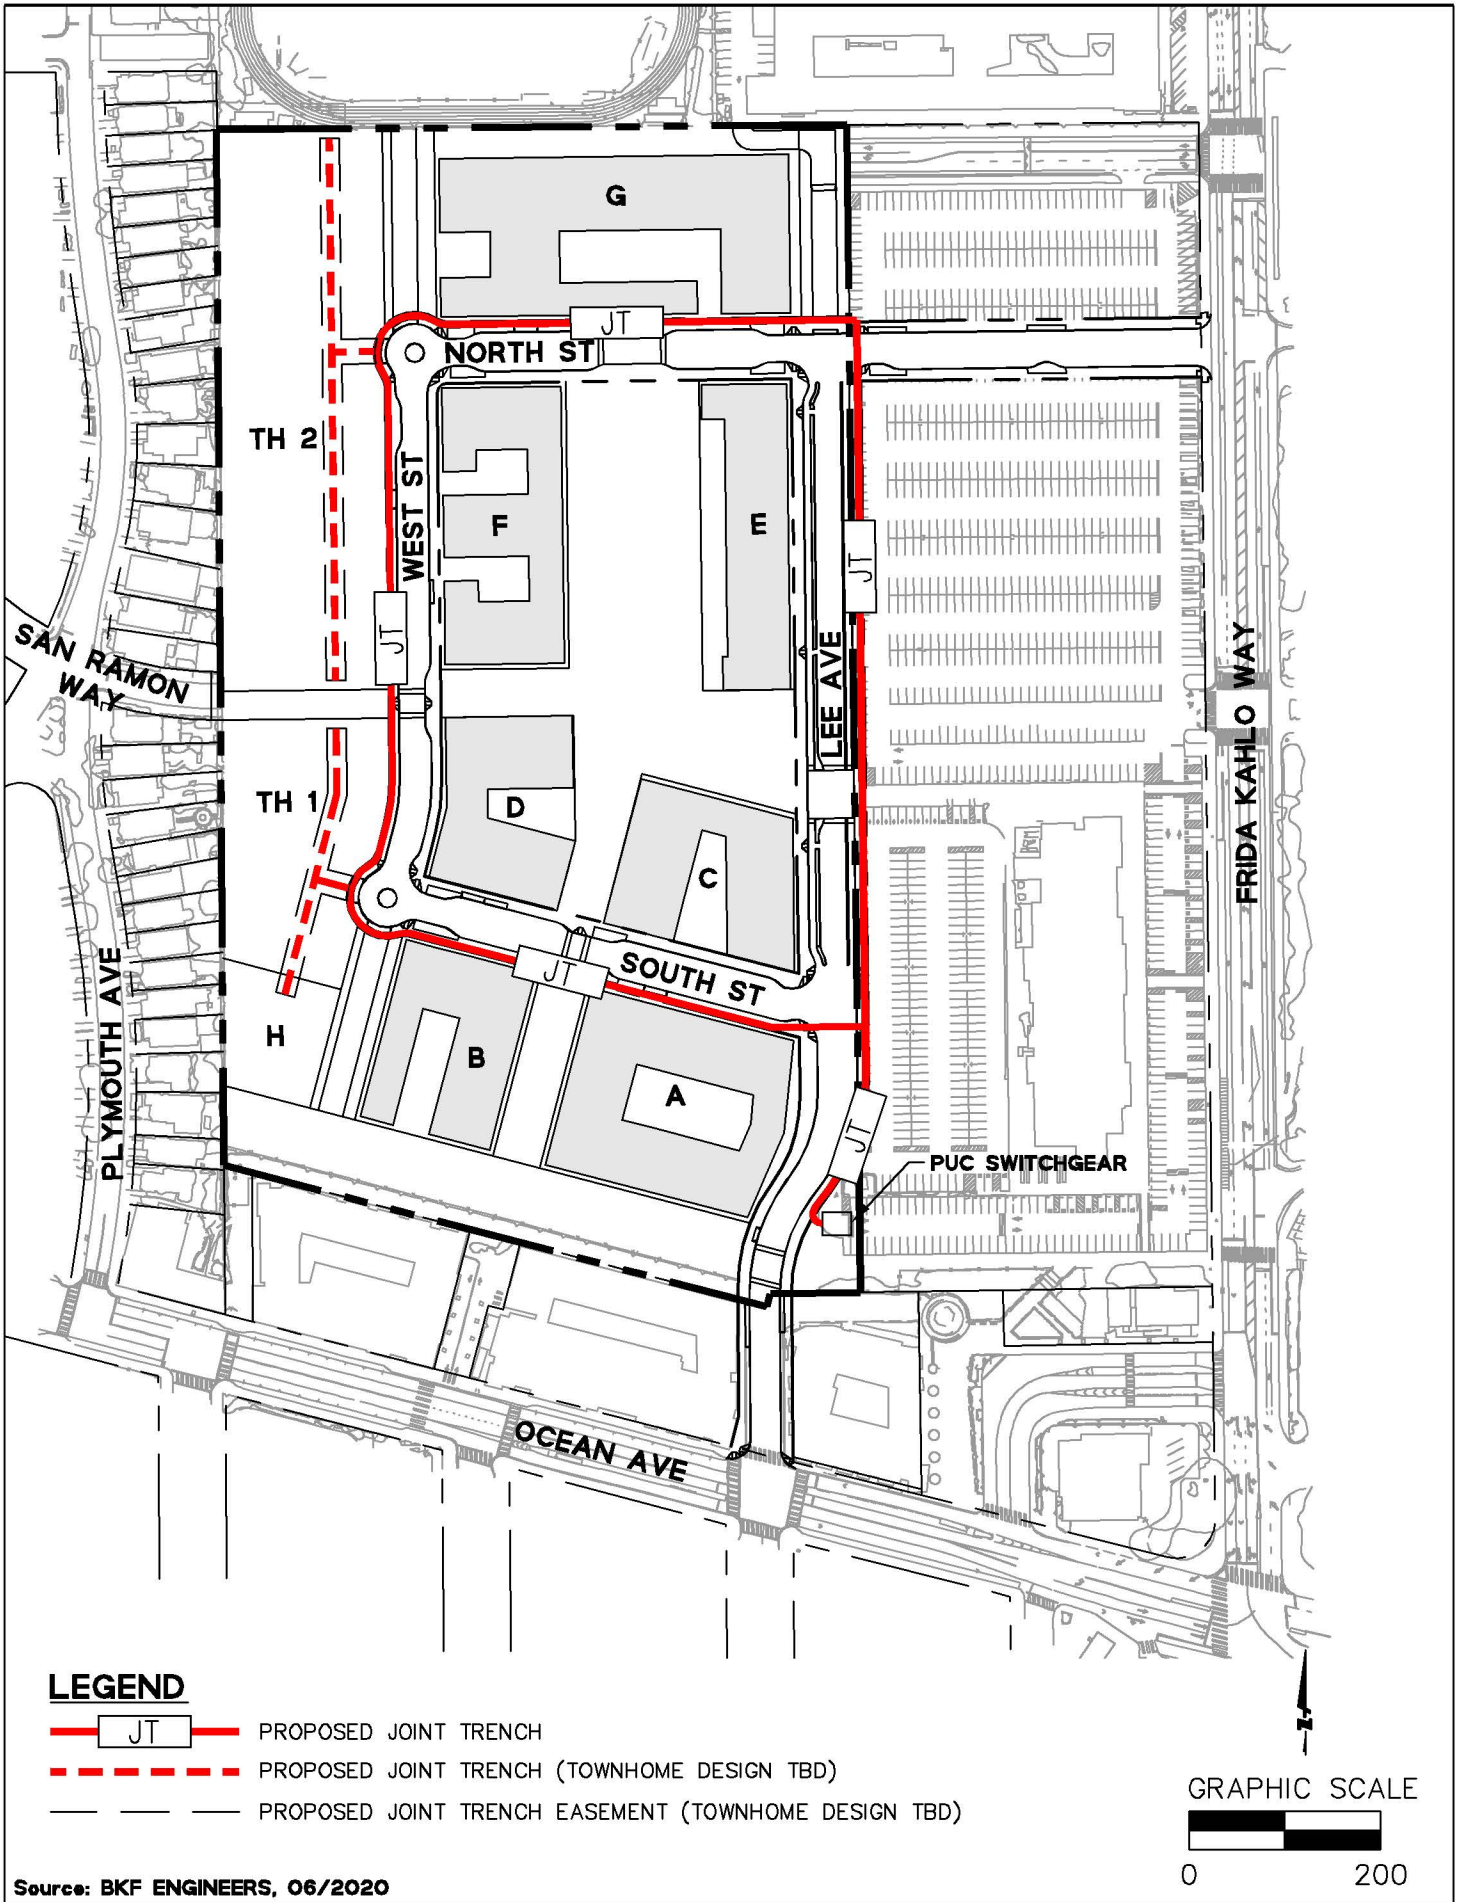 G
JT
NORTH ST
TH 2
WEST ST
F
E
JT
JT
SAN RAMON
WAY
LEE AVE
FRIDA KAHLO WAY
TH 1
D
C
PLYMOUTH AVE
JT
SOUTH ST
H
B
A
JT
PUC SWITCHGEAR
OCEAN AVE
LEGEND
JT PROPOSED JOINT TRENCH
PROPOSED JOINT TRENCH (TOWNHOME DESIGN TBD)
PROPOSED JOINT TRENCH EASEMENT (TOWNHOME DESIGN TBD)
Z
GRAPHIC SCALE
0 200
Source: BKF ENGINEERS, 06/2020